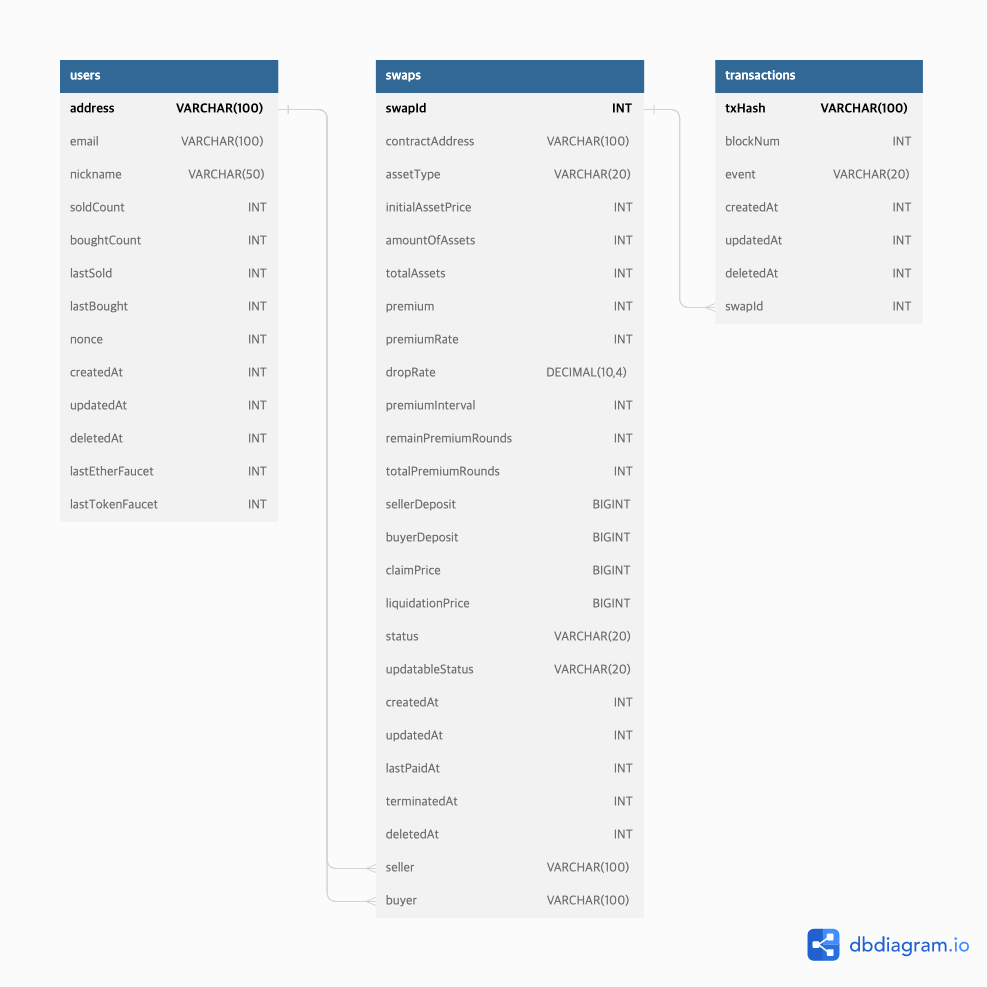 users
address VARCHAR(100)
email VARCHAR(100)
nickname VARCHAR(50)
soldCount INT
boughtCount INT
lastSold INT
lastBought INT
nonce INT
createdAt INT
updatedAt INT
deletedAt INT
lastEtherFaucet INT
lastTokenFaucet INT
swaps
swapId INT
contractAddress VARCHAR(100)
assetType VARCHAR(20)
initialAssetPrice INT
amountOfAssets INT
totalAssets INT
premium INT
premiumRate INT
dropRate DECIMAL(10,4)
premiumInterval INT
remainPremiumRounds INT
totalPremiumRounds INT
sellerDeposit BIGINT
buyerDeposit BIGINT
claimPrice BIGINT
liquidationPrice BIGINT
status VARCHAR(20)
updatableStatus VARCHAR(20)
createdAt INT
updatedAt INT
lastPaidAt INT
terminatedAt INT
deletedAt INT
seller VARCHAR(100)
buyer VARCHAR(100)
transactions
txHash VARCHAR(100)
blockNum INT
event VARCHAR(20)
createdAt INT
updatedAt INT
deletedAt INT
swapId INT
dbdiagram.io